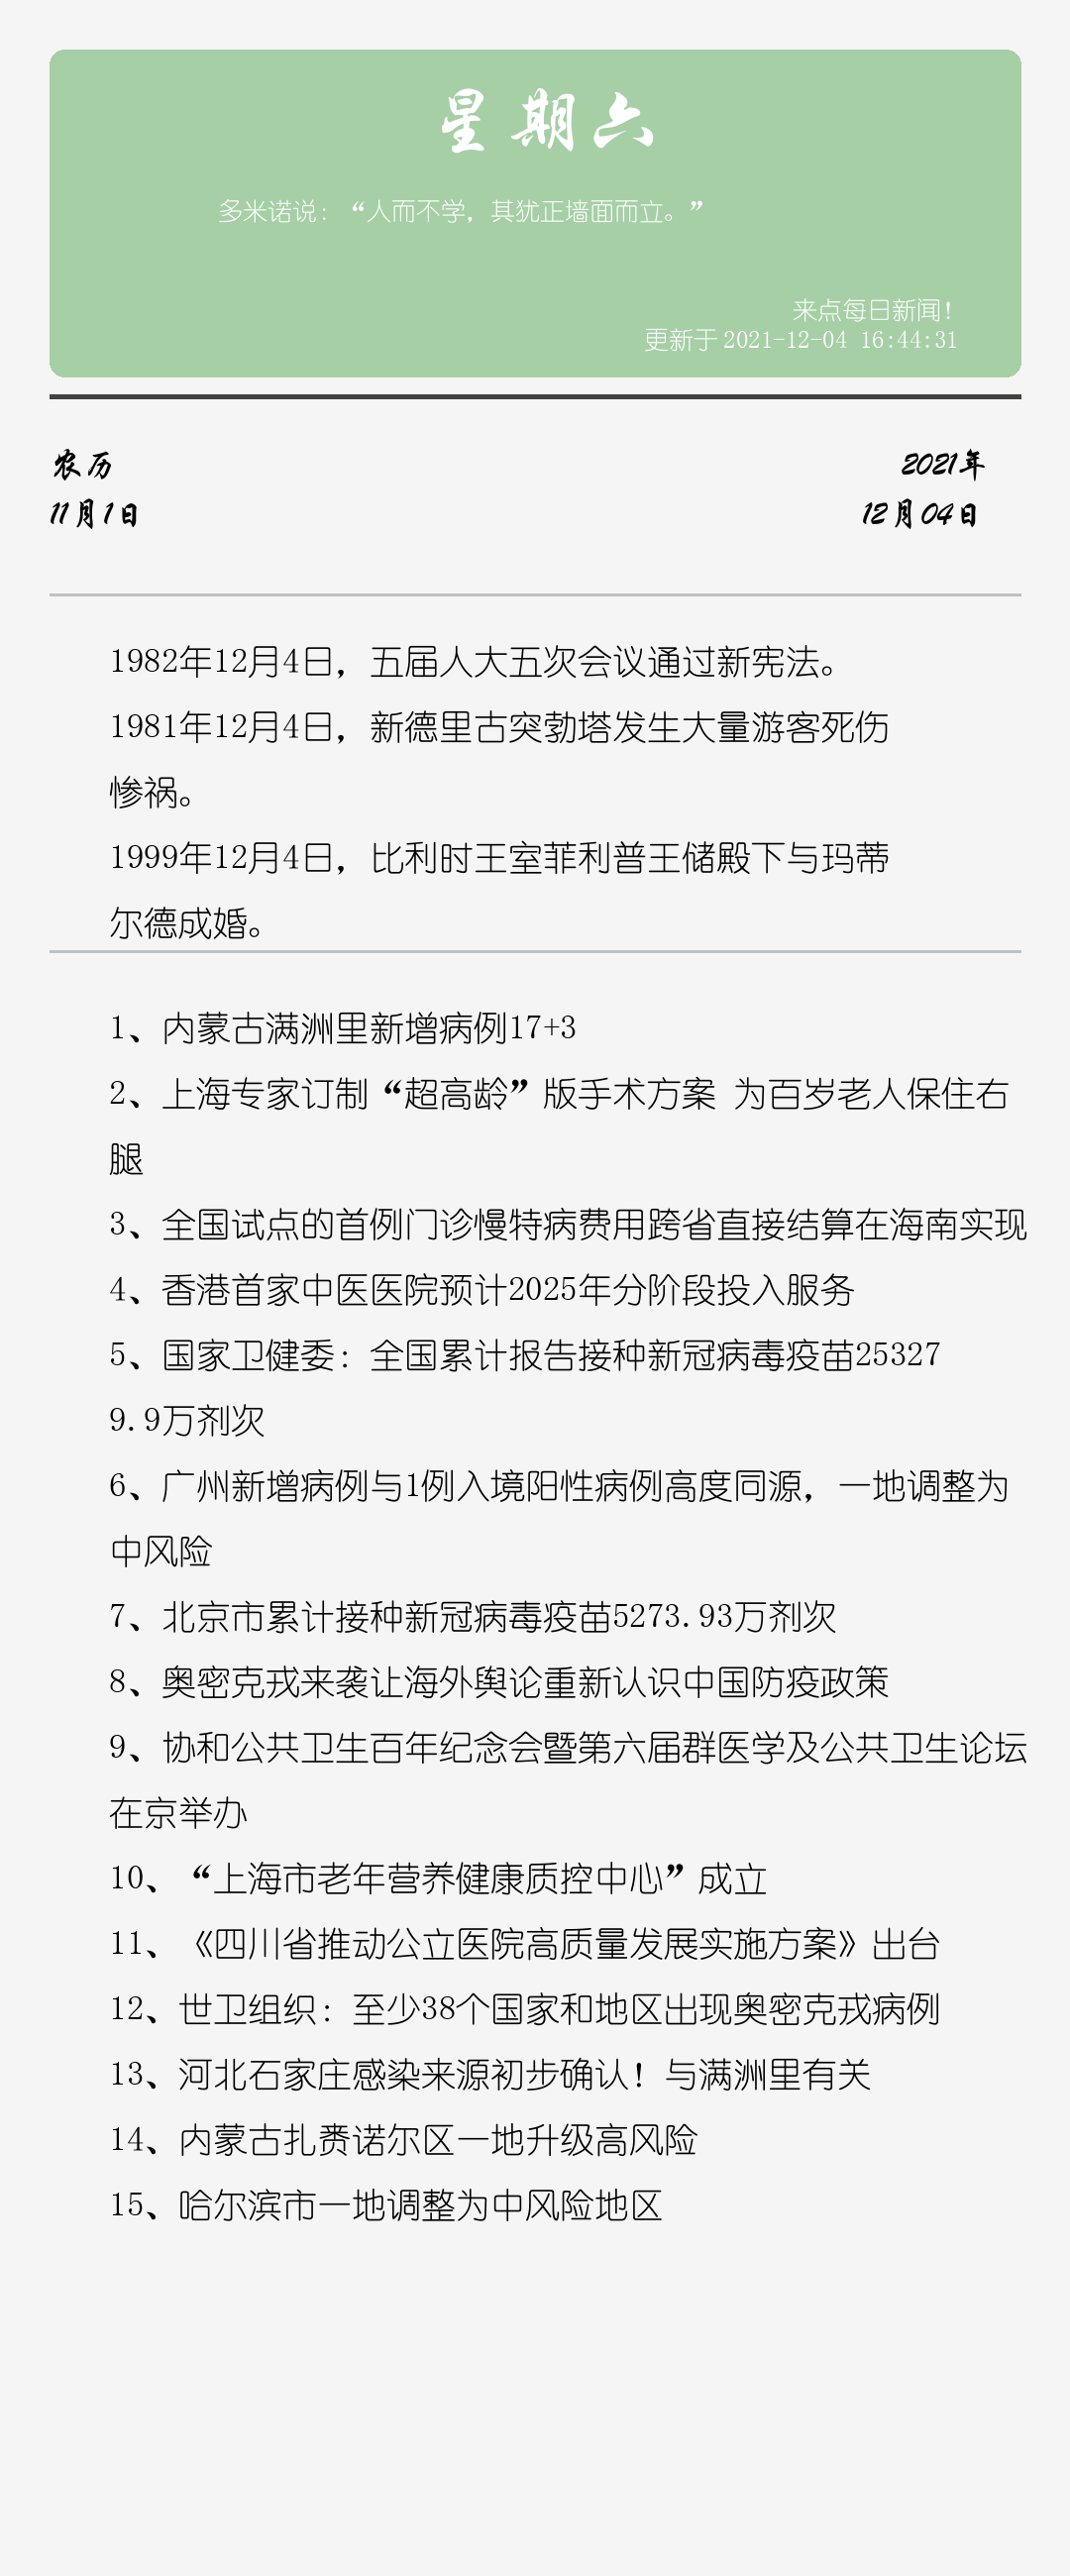 星期六
多米诺说：“人而不学，其犹正墙面而立。”
来点每日新闻！
更新于 2021-12-04 16:44:31
农历
2021年
11月1日
12月04日
1982年12月4日，五届人大五次会议通过新宪法。
1981年12月4日，新德里古突勃塔发生大量游客死伤
惨祸。
1999年12月4日，比利时王室菲利普王储殿下与玛蒂
尔德成婚。
1、内蒙古满洲里新增病例17+3
2、上海专家订制“超高龄”版手术方案 为百岁老人保住右
腿
3、全国试点的首例门诊慢特病费用跨省直接结算在海南实现
4、香港首家中医医院预计2025年分阶段投入服务
5、国家卫健委：全国累计报告接种新冠病毒疫苗25327
9.9万剂次
6、广州新增病例与1例入境阳性病例高度同源，一地调整为
中风险
7、北京市累计接种新冠病毒疫苗5273.93万剂次
8、奥密克戎来袭让海外舆论重新认识中国防疫政策
9、协和公共卫生百年纪念会暨第六届群医学及公共卫生论坛
在京举办
10、“上海市老年营养健康质控中心”成立
11、《四川省推动公立医院高质量发展实施方案》出台
12、世卫组织：至少38个国家和地区出现奥密克戎病例
13、河北石家庄感染来源初步确认！与满洲里有关
14、内蒙古扎赉诺尔区一地升级高风险
15、哈尔滨市一地调整为中风险地区